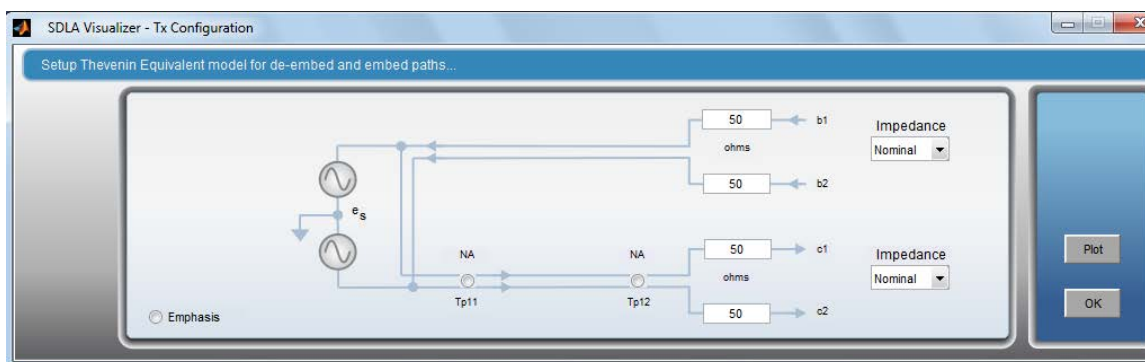 SDLA Visualizer - Tx Configuration
Setup Thevenin Equivalent model for de-embed and embed paths...
50
b1
Impedance
ohms
Nominal
50
b2
es
NA
NA
50
c1
Impedance
ohms
Nominal
Tp11
Tp12
50
c2
Emphasis
Plot
OK